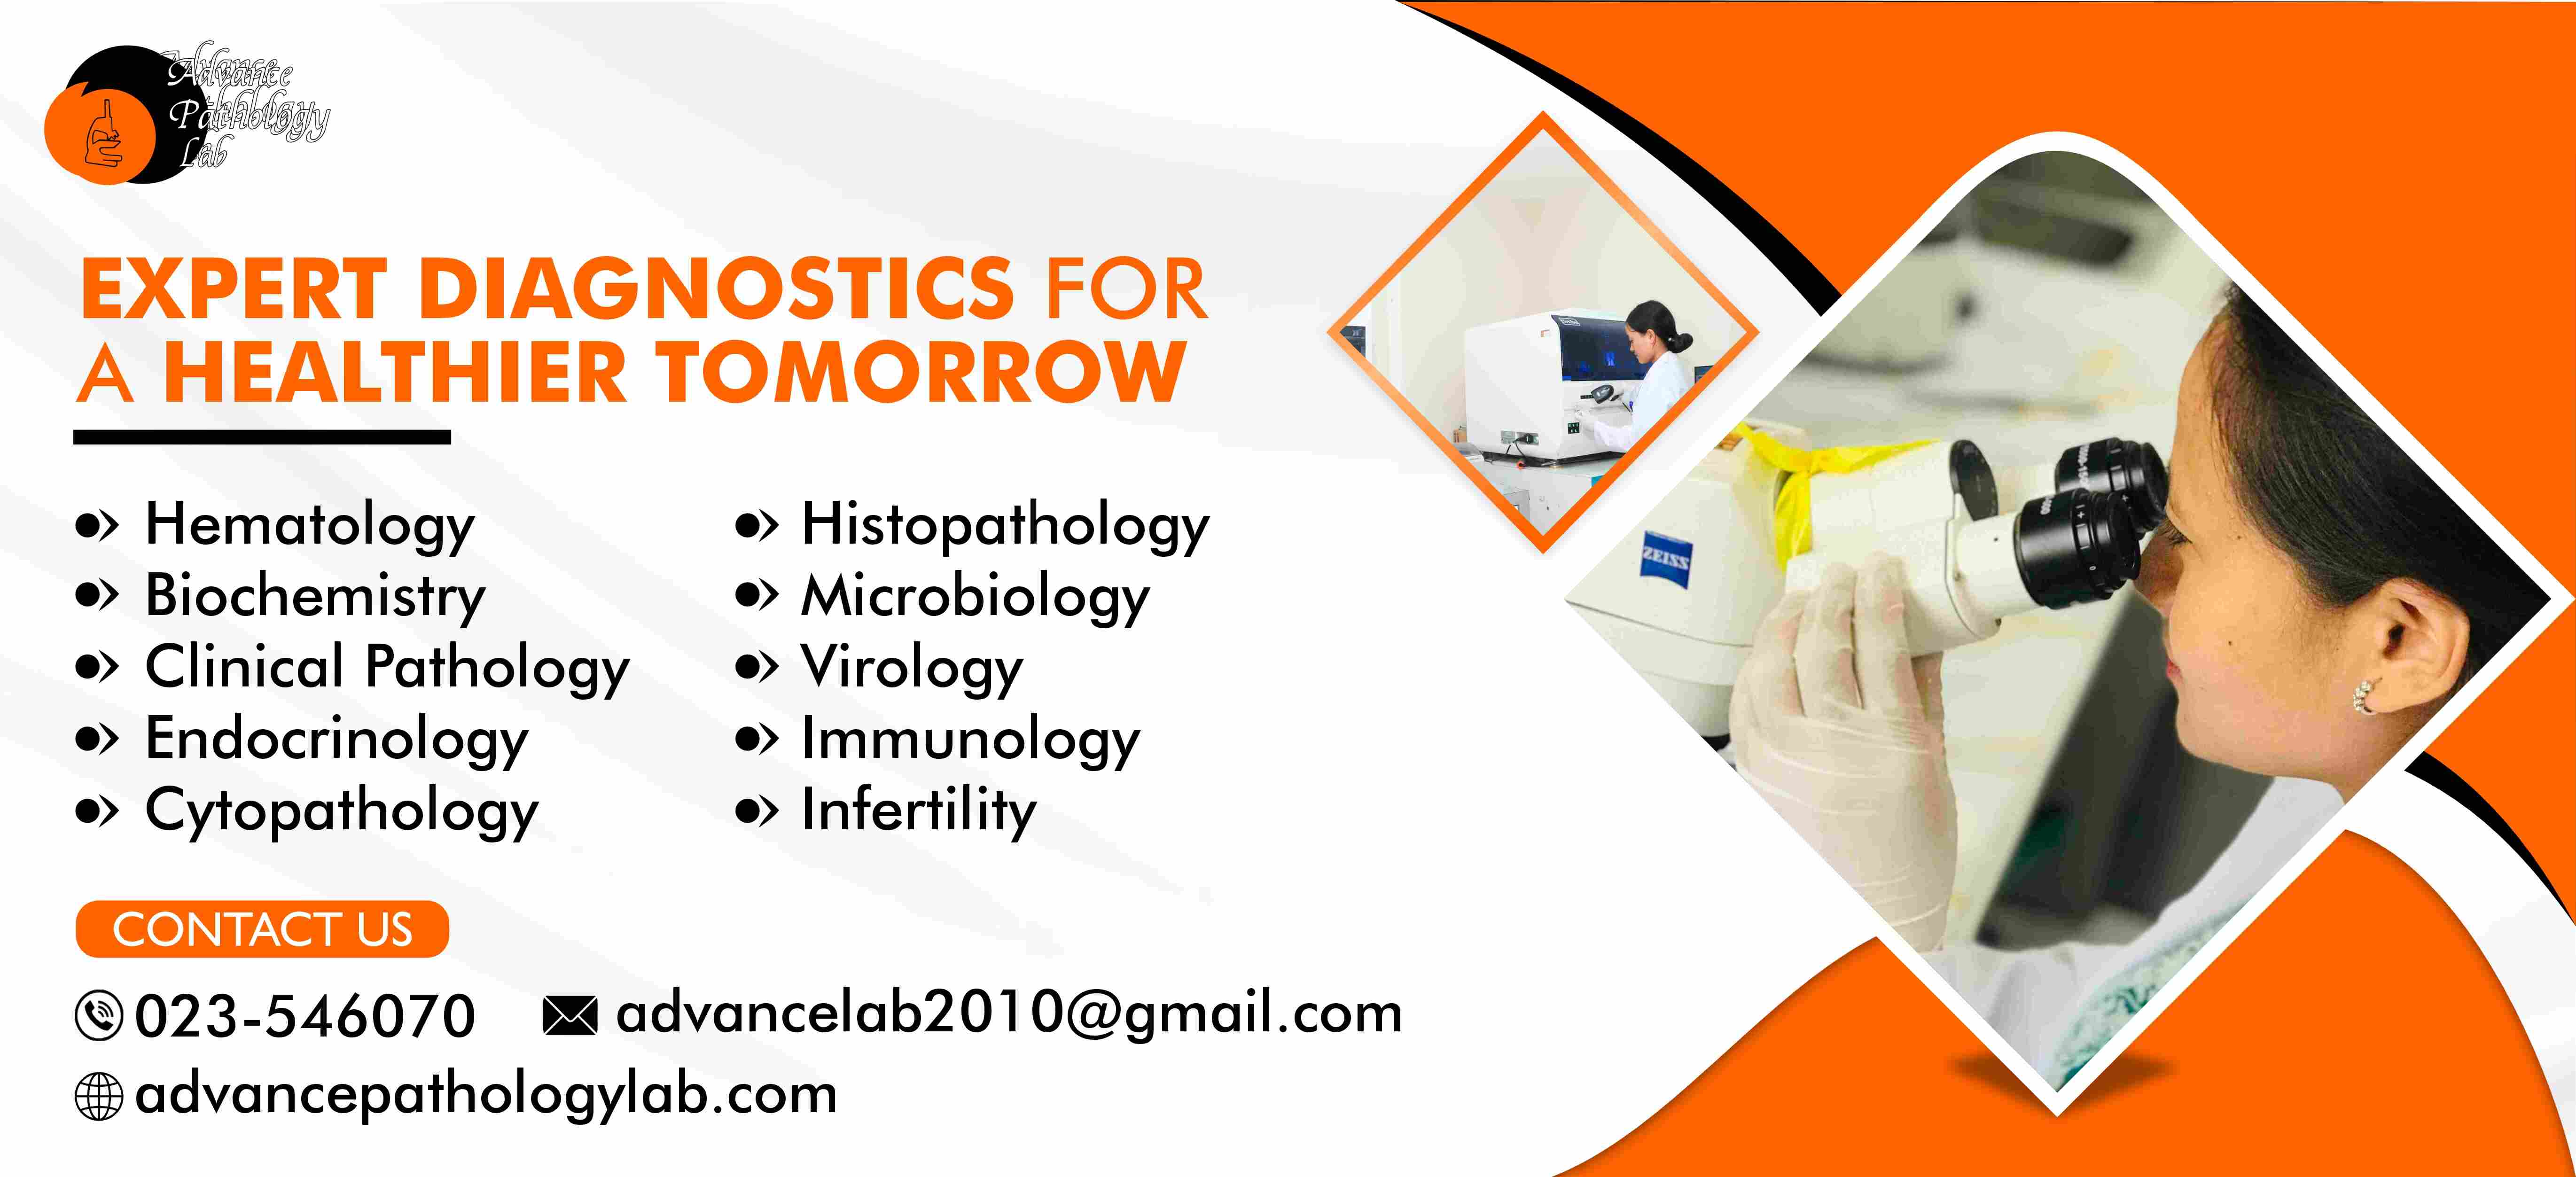 Advance
Pathology
Lab
EXPERT DIAGNOSTICS FOR
A HEALTHIER TOMORROW
Hematology
Biochemistry
Clinical Pathology
Endocrinology
Cytopathology
Histopathology
Microbiology
Virology
Immunology
Infertility
ZEISS
CONTACT US
023-546070
advancelab2010@gmail.com
advancepathologylab.com